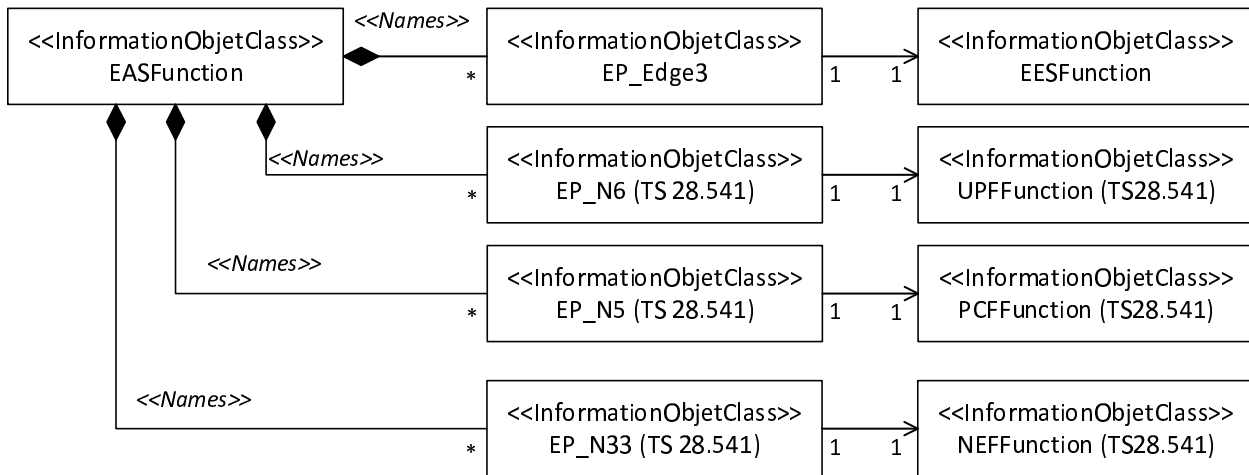 <<Names>>
<<InformationObjetClass>>
EASFunction
*
<<InformationObjetClass>>
EP_Edge3
1
1
<<InformationObjetClass>>
EESFunction
<<Names>>
*
<<InformationObjetClass>>
EP_N6 (TS 28.541)
1
1
<<InformationObjetClass>>
UPFFunction (TS28.541)
<<Names>>
*
<<InformationObjetClass>>
EP_N5 (TS 28.541)
1
1
<<InformationObjetClass>>
PCFFunction (TS28.541)
<<Names>>
*
<<InformationObjetClass>>
EP_N33 (TS 28.541)
1
1
<<InformationObjetClass>>
NEFFunction (TS28.541)